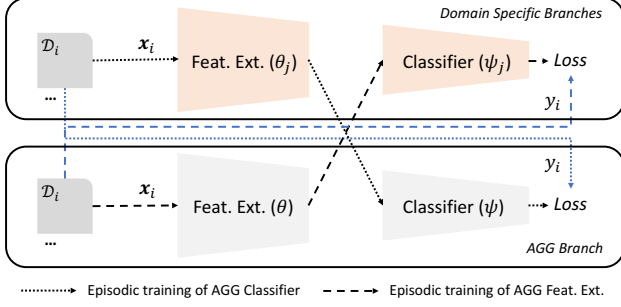 Domain Specific Branches
𝒟ᵢ
𝒙ᵢ
Feat. Ext. (θⱼ)
Classifier (ψⱼ)
Loss
...
yᵢ
yᵢ
𝒟ᵢ
𝒙ᵢ
Feat. Ext. (θ)
Classifier (ψ)
Loss
...
AGG Branch
Episodic training of AGG Classifier
Episodic training of AGG Feat. Ext.